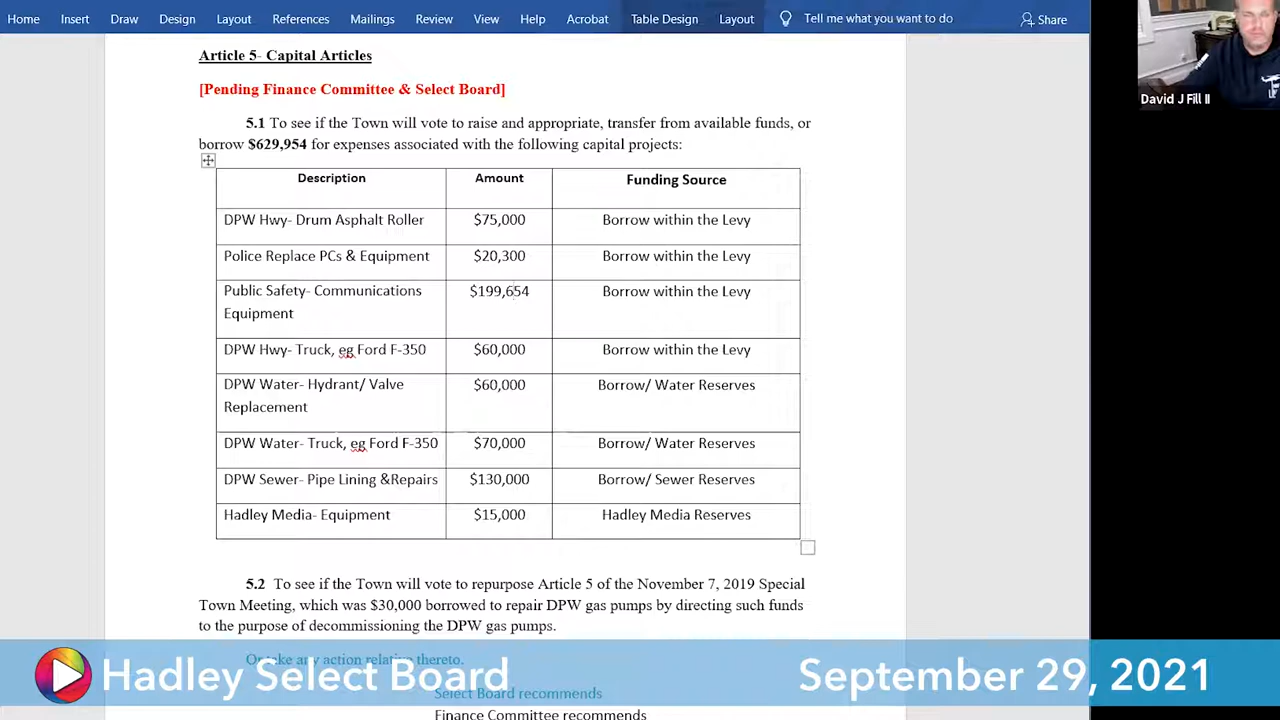 Home Insert Draw Design Layout References Mailings Review View Help Acrobat Table Design Layout Tell me what you want to do Share
David J Fill II
Article 5- Capital Articles
[Pending Finance Committee & Select Board]
5.1 To see if the Town will vote to raise and appropriate, transfer from available funds, or
borrow $629,954 for expenses associated with the following capital projects:
Description Amount Funding Source
DPW Hwy- Drum Asphalt Roller $75,000 Borrow within the Levy
Police Replace PCs & Equipment $20,300 Borrow within the Levy
Public Safety- Communications $199,654 Borrow within the Levy
Equipment
DPW Hwy- Truck, eg Ford F-350 $60,000 Borrow within the Levy
DPW Water- Hydrant/ Valve $60,000 Borrow/ Water Reserves
Replacement
DPW Water- Truck, eg Ford F-350 $70,000 Borrow/ Water Reserves
DPW Sewer- Pipe Lining &Repairs $130,000 Borrow/ Sewer Reserves
Hadley Media- Equipment $15,000 Hadley Media Reserves
5.2 To see if the Town will vote to repurpose Article 5 of the November 7, 2019 Special
Town Meeting, which was $30,000 borrowed to repair DPW gas pumps by directing such funds
to the purpose of decommissioning the DPW gas pumps.
Or take any action relative thereto.
Hadley Select Board September 29, 2021
Select Board recommends
Finance Committee recommends